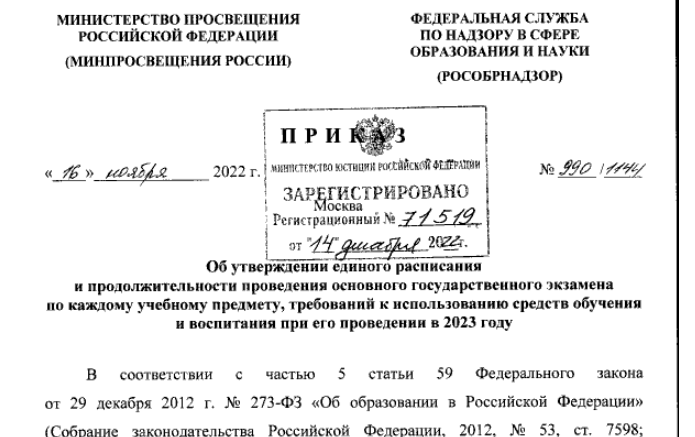 МИНИСТЕРСТВО ПРОСВЕЩЕНИЯ
РОССИЙСКОЙ ФЕДЕРАЦИИ
(МИНПРОСВЕЩЕНИЯ РОССИИ)
ФЕДЕРАЛЬНАЯ СЛУЖБА
ПО НАДЗОРУ В СФЕРЕ
ОБРАЗОВАНИЯ И НАУКИ
(РОСОБРНАДЗОР)
ПРИКАЗ
« 16 » ноября 2022 г.
№ 990 / 1144
МИНИСТЕРСТВО ЮСТИЦИИ РОССИЙСКОЙ ФЕДЕРАЦИИ
ЗАРЕГИСТРИРОВАНО
Москва
Регистрационный № 71519
от "14" декабря 2022г.
Об утверждении единого расписания
и продолжительности проведения основного государственного экзамена
по каждому учебному предмету, требований к использованию средств обучения
и воспитания при его проведении в 2023 году
В соответствии с частью 5 статьи 59 Федерального закона
от 29 декабря 2012 г. № 273-ФЗ «Об образовании в Российской Федерации»
(Собрание законодательства Российской Федерации, 2012, № 53, ст. 7598;